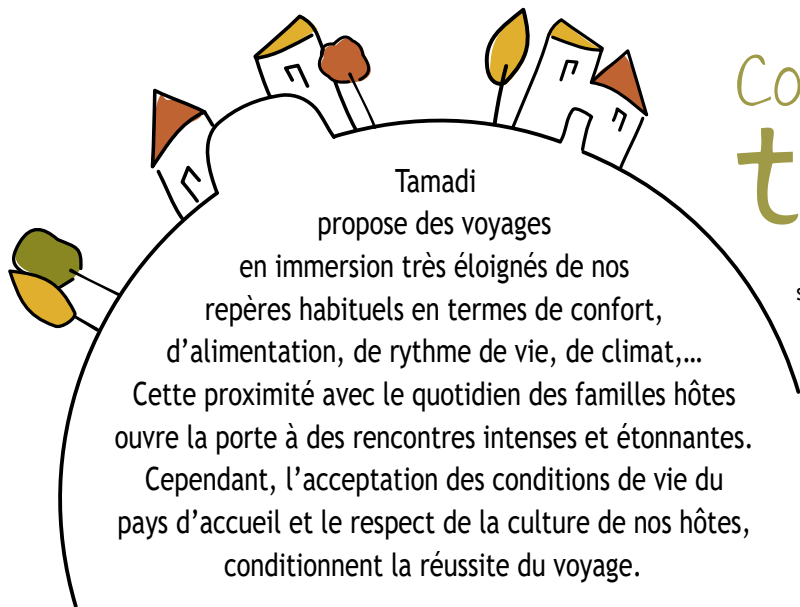 Co
t
s
Tamadi
propose des voyages
en immersion très éloignés de nos
repères habituels en termes de confort,
d’alimentation, de rythme de vie, de climat,…
Cette proximité avec le quotidien des familles hôtes
ouvre la porte à des rencontres intenses et étonnantes.
Cependant, l’acceptation des conditions de vie du
pays d’accueil et le respect de la culture de nos hôtes,
conditionnent la réussite du voyage.